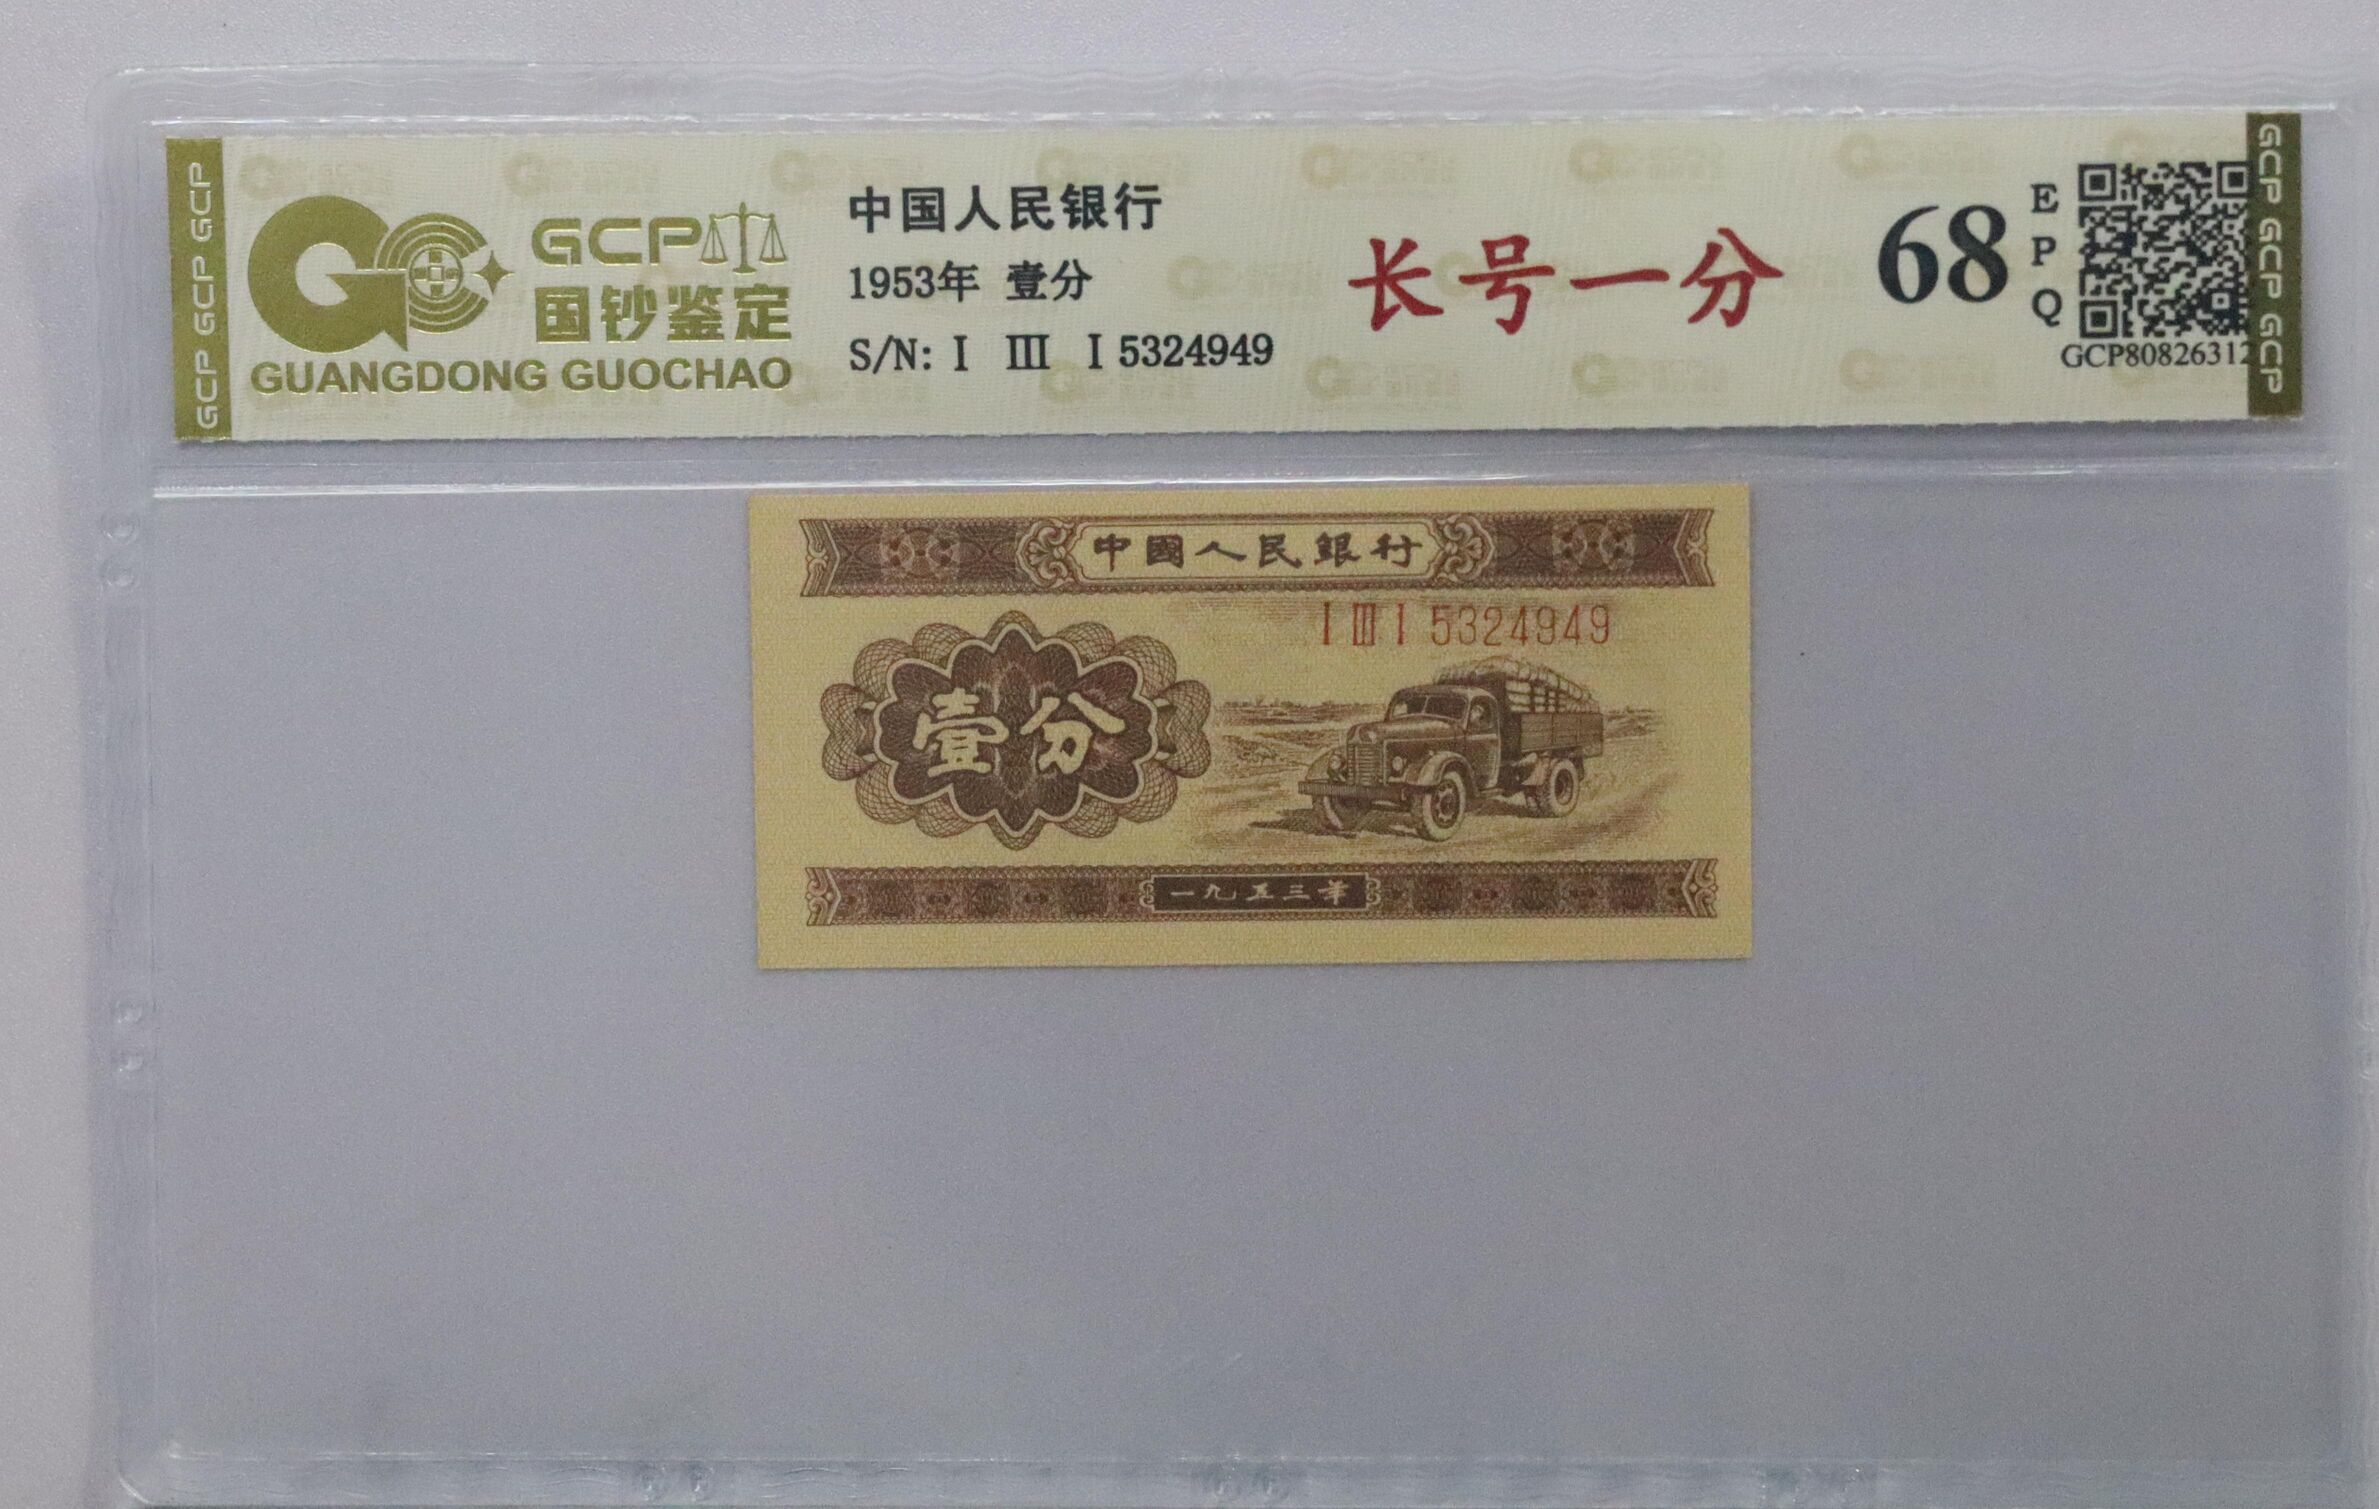 GCP GCP GCP
GCP
国钞鉴定
GUANGDONG GUOCHAO
中国人民银行
1953年 壹分
S/N: Ⅰ Ⅲ Ⅰ 5324949
长号一分
68
E
P
Q
GCP80826312
GCP GCP GCP
中國人民銀行
Ⅰ Ⅲ Ⅰ 5324949
壹分
一九五三年